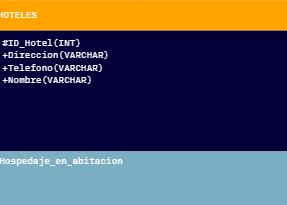 HOTELES
#ID_Hotel(INT)
+Direccion(VARCHAR)
+Telefono(VARCHAR)
+Nombre(VARCHAR)
Hospedaje_en_abitacion